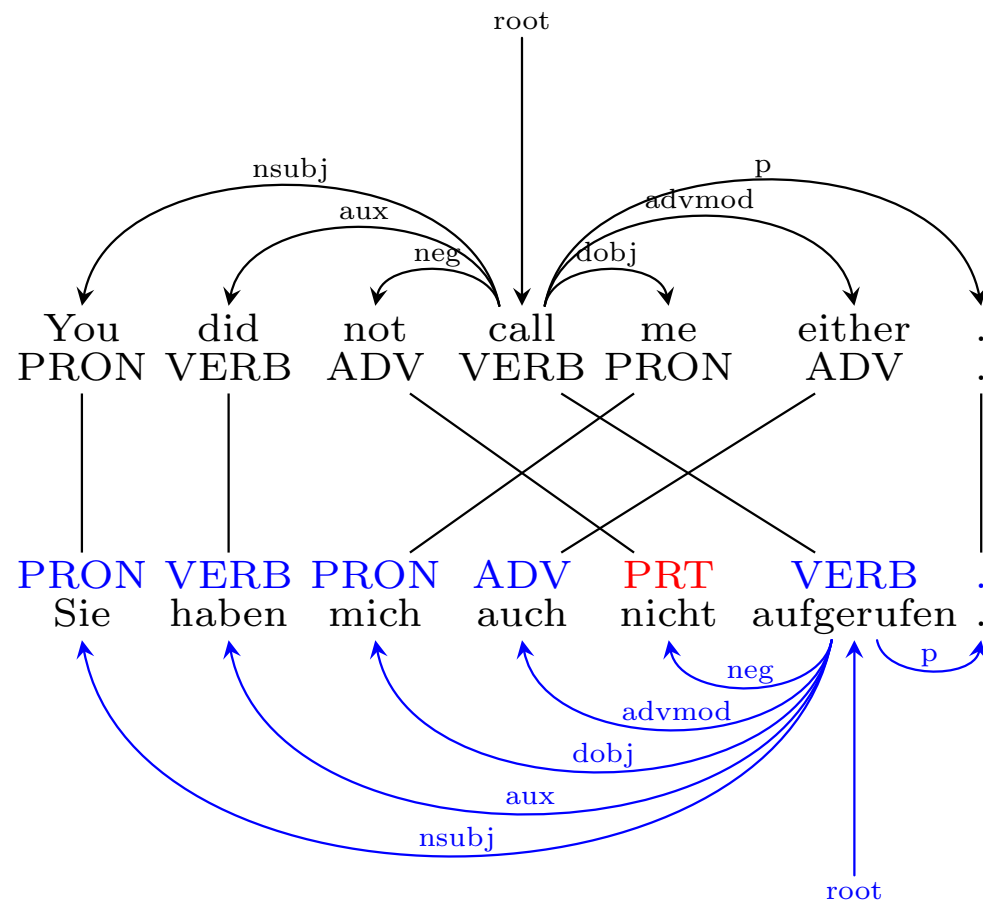 root
nsubj
p
aux
advmod
neg
dobj
You did not call me either .
PRON VERB ADV VERB PRON ADV .
PRON VERB PRON ADV PRT VERB .
Sie haben mich auch nicht aufgerufen .
neg
p
advmod
dobj
aux
nsubj
root